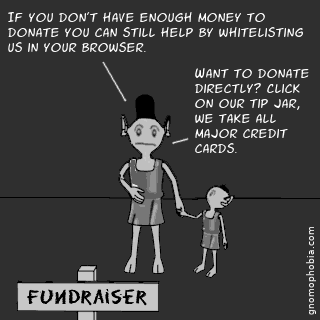 IF YOU DON'T HAVE ENOUGH MONEY TO
DONATE YOU CAN STILL HELP BY WHITELISTING
US IN YOUR BROWSER.
WANT TO DONATE
DIRECTLY? CLICK
ON OUR TIP JAR,
WE TAKE ALL
MAJOR CREDIT
CARDS.
FUNDRAISER
gnomophobia.com